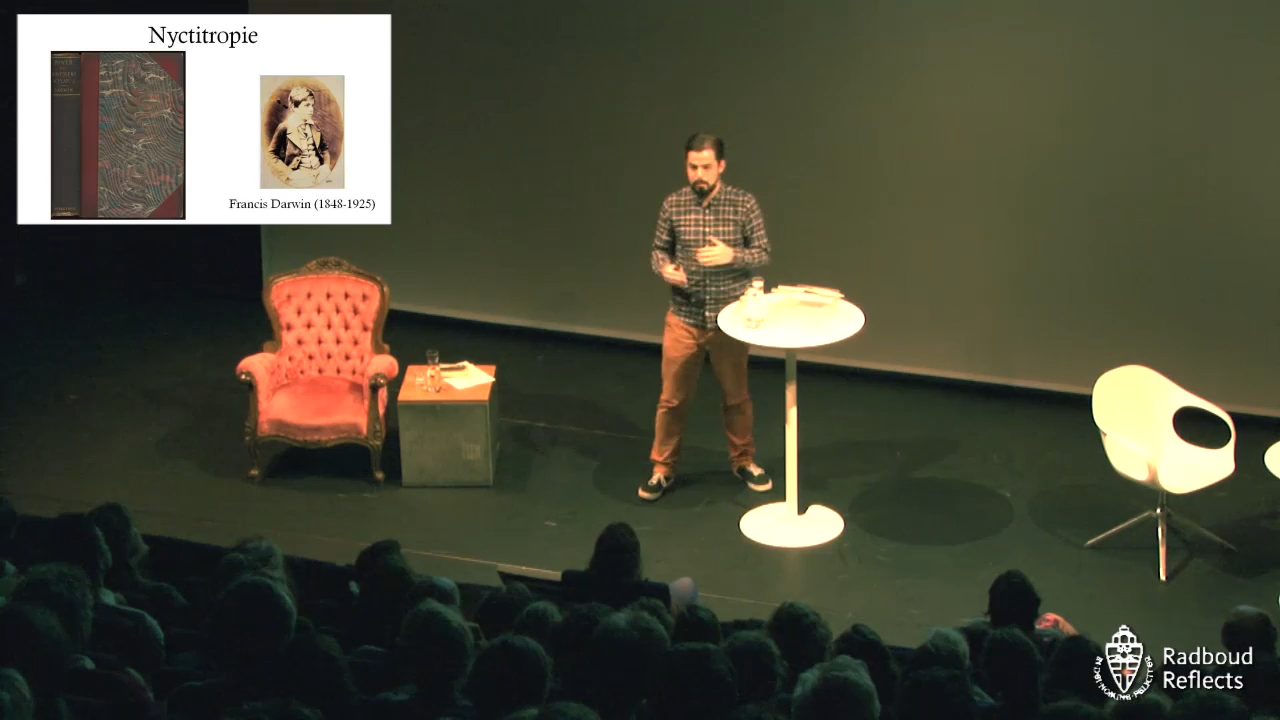 Nyctitropie
Francis Darwin (1848-1925)
Radboud
Reflects